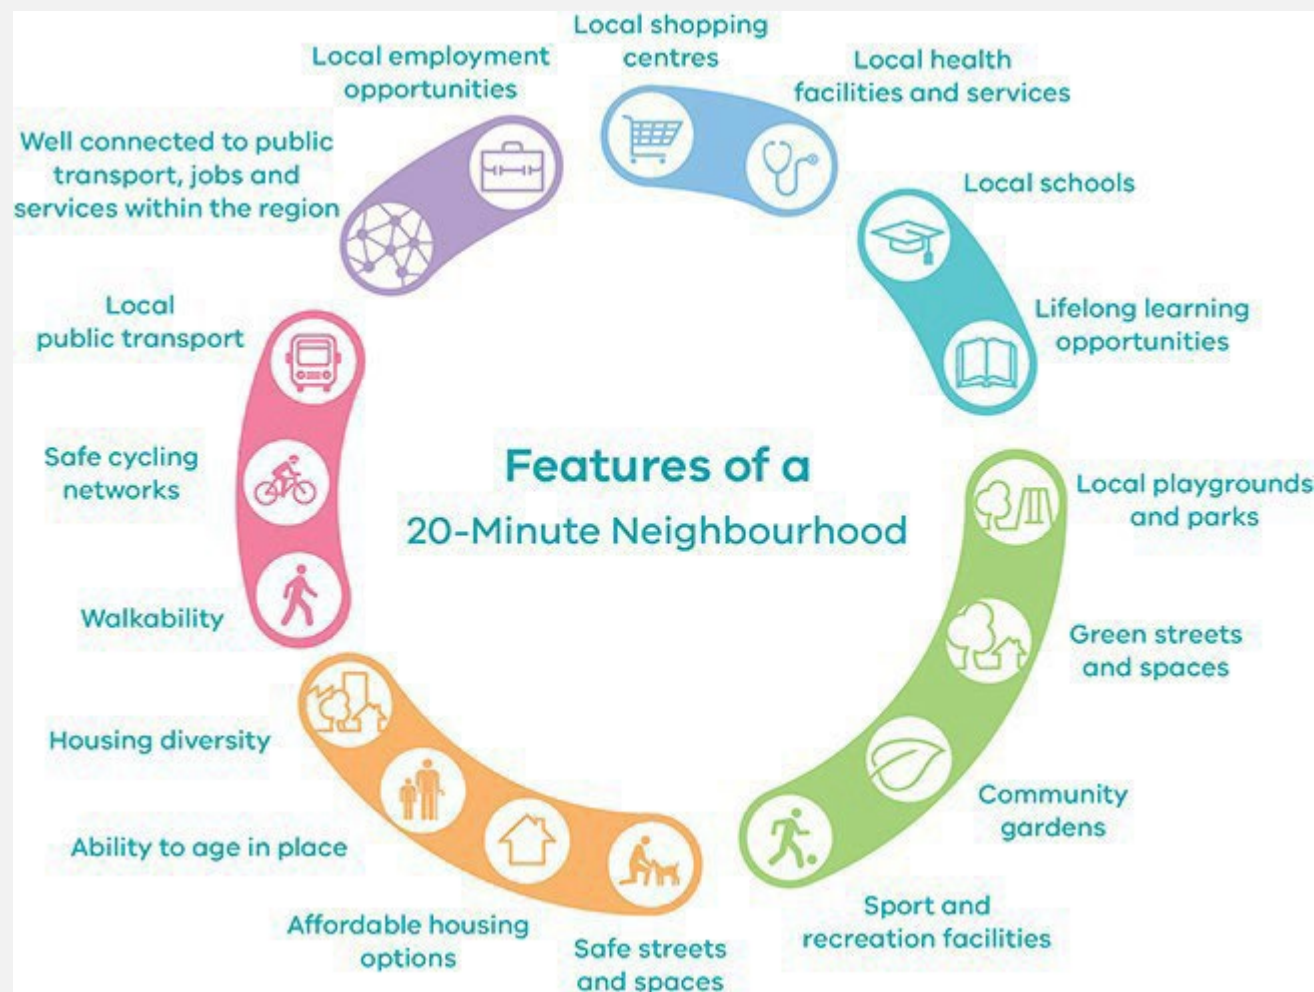 Local shopping
centres
Local health
facilities and services
Local schools
Lifelong learning
opportunities
Local playgrounds
and parks
Green streets
and spaces
Community
gardens
Sport and
recreation facilities
Safe streets
and spaces
Affordable housing
options
Ability to age in place
Housing diversity
Walkability
Safe cycling
networks
Local
public transport
Well connected to public
transport, jobs and
services within the region
Local employment
opportunities
Features of a
20-Minute Neighbourhood